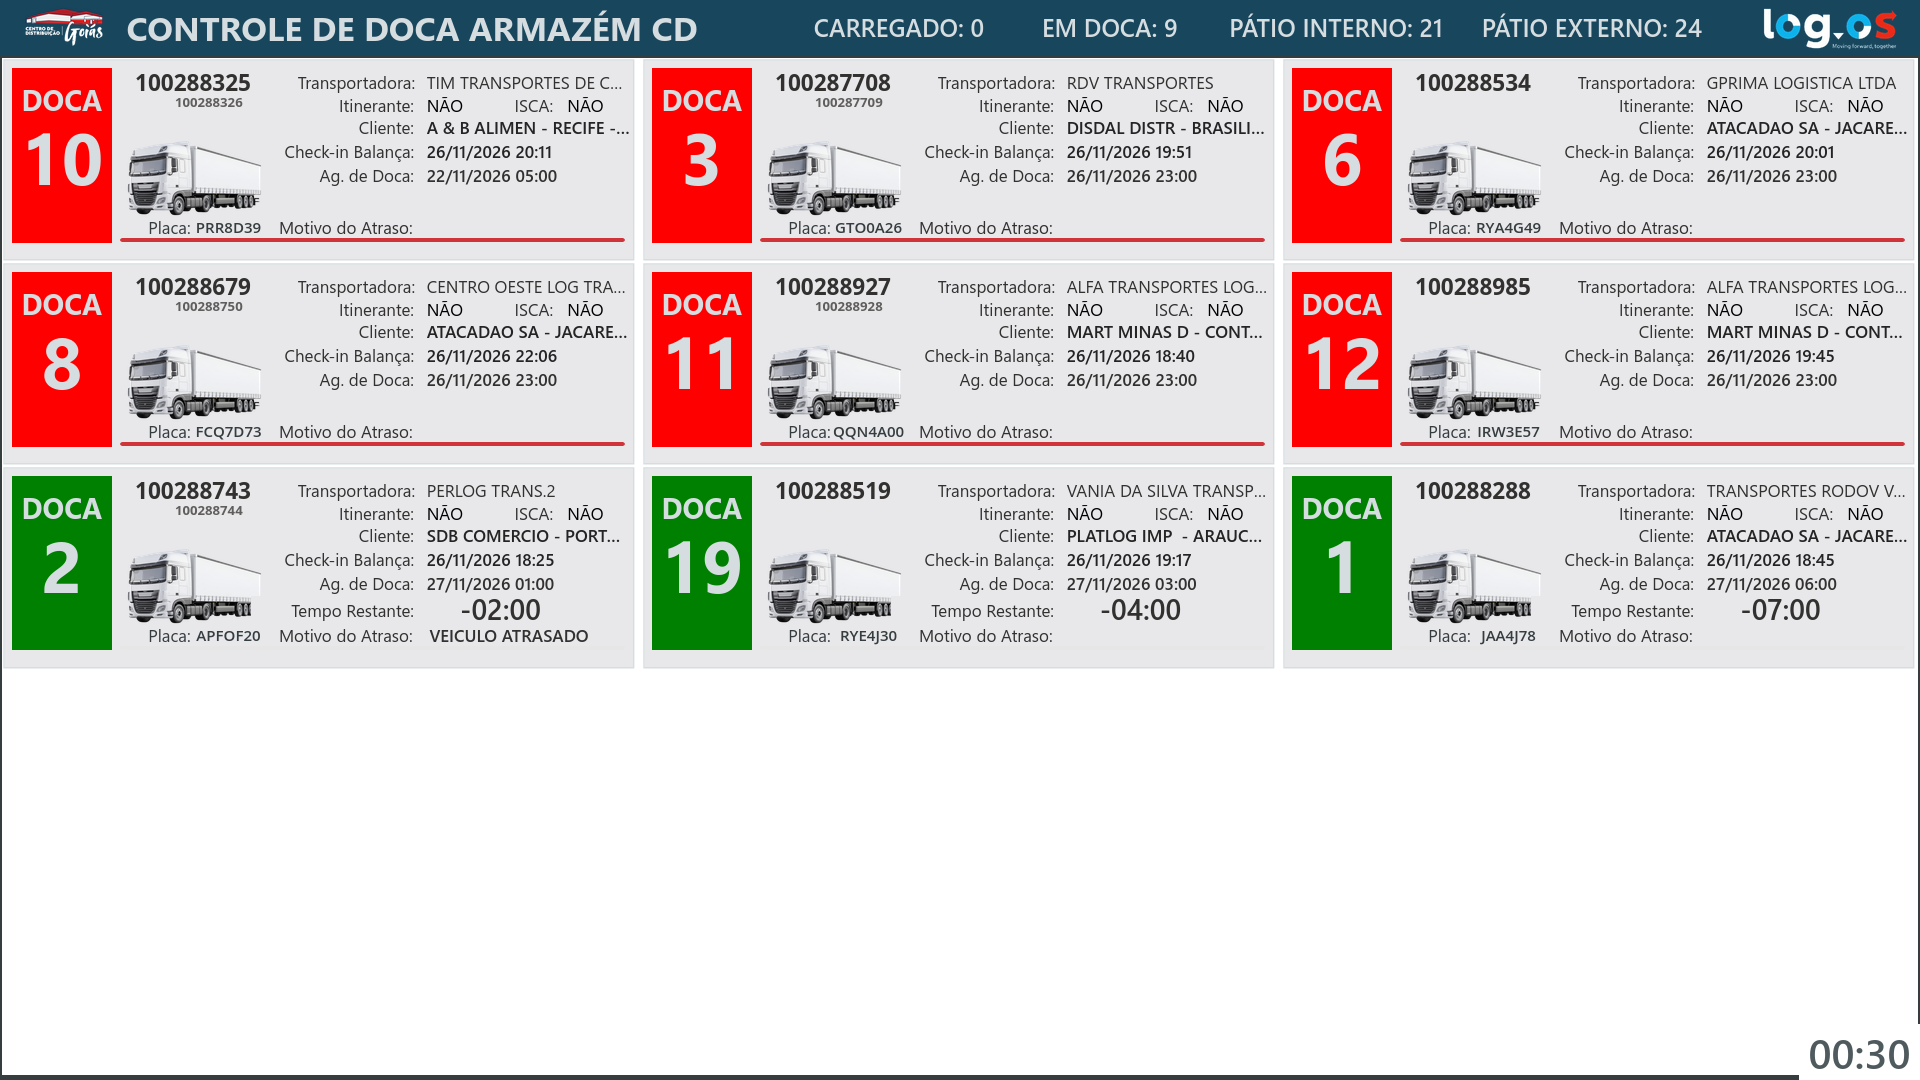 CENTRO DE DISTRIBUIÇÃO Goiás
CONTROLE DE DOCA ARMAZÉM CD
CARREGADO: 0
EM DOCA: 9
PÁTIO INTERNO: 21
PÁTIO EXTERNO: 24
log.os
Moving forward, together
DOCA
10
100288325
100288326
Transportadora: TIM TRANSPORTES DE C...
Itinerante: NÃO ISCA: NÃO
Cliente: A & B ALIMEN - RECIFE -...
Check-in Balança: 26/11/2026 20:11
Ag. de Doca: 22/11/2026 05:00
Placa: PRR8D39 Motivo do Atraso:
DOCA
3
100287708
100287709
Transportadora: RDV TRANSPORTES
Itinerante: NÃO ISCA: NÃO
Cliente: DISDAL DISTR - BRASILI...
Check-in Balança: 26/11/2026 19:51
Ag. de Doca: 26/11/2026 23:00
Placa: GTO0A26 Motivo do Atraso:
DOCA
6
100288534
Transportadora: GPRIMA LOGISTICA LTDA
Itinerante: NÃO ISCA: NÃO
Cliente: ATACADAO SA - JACARE...
Check-in Balança: 26/11/2026 20:01
Ag. de Doca: 26/11/2026 23:00
Placa: RYA4G49 Motivo do Atraso:
DOCA
8
100288679
100288750
Transportadora: CENTRO OESTE LOG TRA...
Itinerante: NÃO ISCA: NÃO
Cliente: ATACADAO SA - JACARE...
Check-in Balança: 26/11/2026 22:06
Ag. de Doca: 26/11/2026 23:00
Placa: FCQ7D73 Motivo do Atraso:
DOCA
11
100288927
100288928
Transportadora: ALFA TRANSPORTES LOG...
Itinerante: NÃO ISCA: NÃO
Cliente: MART MINAS D - CONT...
Check-in Balança: 26/11/2026 18:40
Ag. de Doca: 26/11/2026 23:00
Placa: QQN4A00 Motivo do Atraso:
DOCA
12
100288985
Transportadora: ALFA TRANSPORTES LOG...
Itinerante: NÃO ISCA: NÃO
Cliente: MART MINAS D - CONT...
Check-in Balança: 26/11/2026 19:45
Ag. de Doca: 26/11/2026 23:00
Placa: IRW3E57 Motivo do Atraso:
DOCA
2
100288743
100288744
Transportadora: PERLOG TRANS.2
Itinerante: NÃO ISCA: NÃO
Cliente: SDB COMERCIO - PORT...
Check-in Balança: 26/11/2026 18:25
Ag. de Doca: 27/11/2026 01:00
Tempo Restante: -02:00
Placa: APFOF20 Motivo do Atraso: VEICULO ATRASADO
DOCA
19
100288519
Transportadora: VANIA DA SILVA TRANSP...
Itinerante: NÃO ISCA: NÃO
Cliente: PLATLOG IMP - ARAUC...
Check-in Balança: 26/11/2026 19:17
Ag. de Doca: 27/11/2026 03:00
Tempo Restante: -04:00
Placa: RYE4J30 Motivo do Atraso:
DOCA
1
100288288
Transportadora: TRANSPORTES RODOV V...
Itinerante: NÃO ISCA: NÃO
Cliente: ATACADAO SA - JACARE...
Check-in Balança: 26/11/2026 18:45
Ag. de Doca: 27/11/2026 06:00
Tempo Restante: -07:00
Placa: JAA4J78 Motivo do Atraso:
00:30